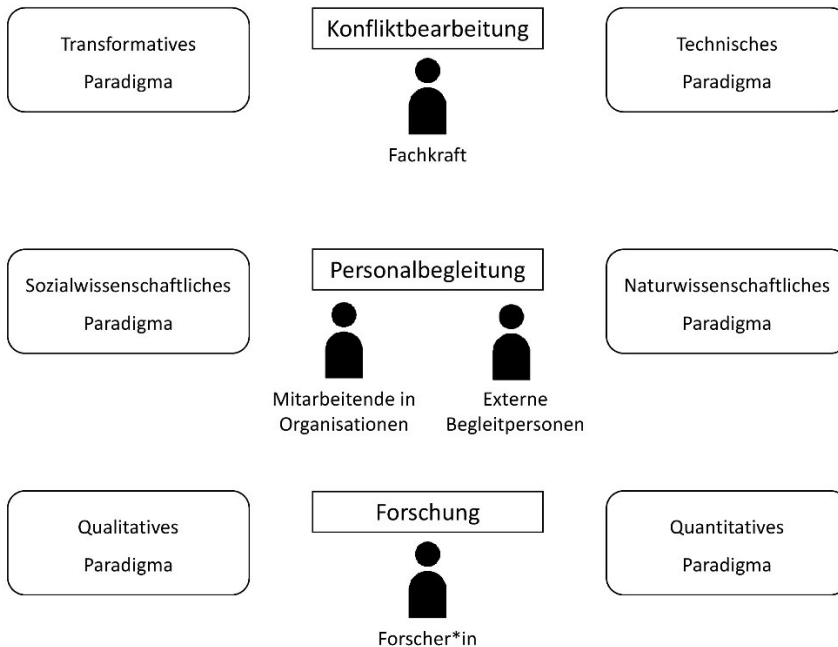 Transformatives
Paradigma
Konfliktbearbeitung
Fachkraft
Technisches
Paradigma
Sozialwissenschaftliches
Paradigma
Personalbegleitung
Mitarbeitende in
Organisationen
Externe
Begleitpersonen
Naturwissenschaftliches
Paradigma
Qualitatives
Paradigma
Forschung
Forscher*in
Quantitatives
Paradigma